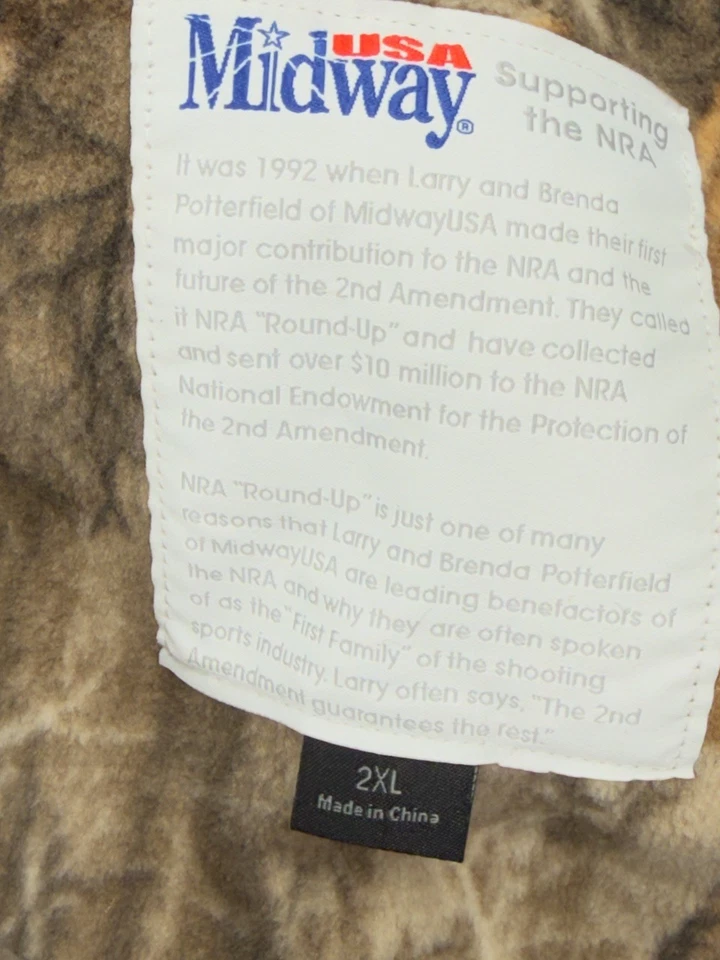 USA
Midway®
Supporting
the NRA
It was 1992 when Larry and Brenda
Potterfield of MidwayUSA made their first
major contribution to the NRA and the
future of the 2nd Amendment. They called
it NRA "Round-Up" and have collected
and sent over $10 million to the NRA
National Endowment for the Protection of
the 2nd Amendment.
NRA "Round-Up" is just one of many
reasons that Larry and Brenda Potterfield
of MidwayUSA are leading benefactors of
the NRA and why they are often spoken
of as the "First Family" of the shooting
sports industry. Larry often says, "The 2nd
Amendment guarantees the rest."
2XL
Made in China